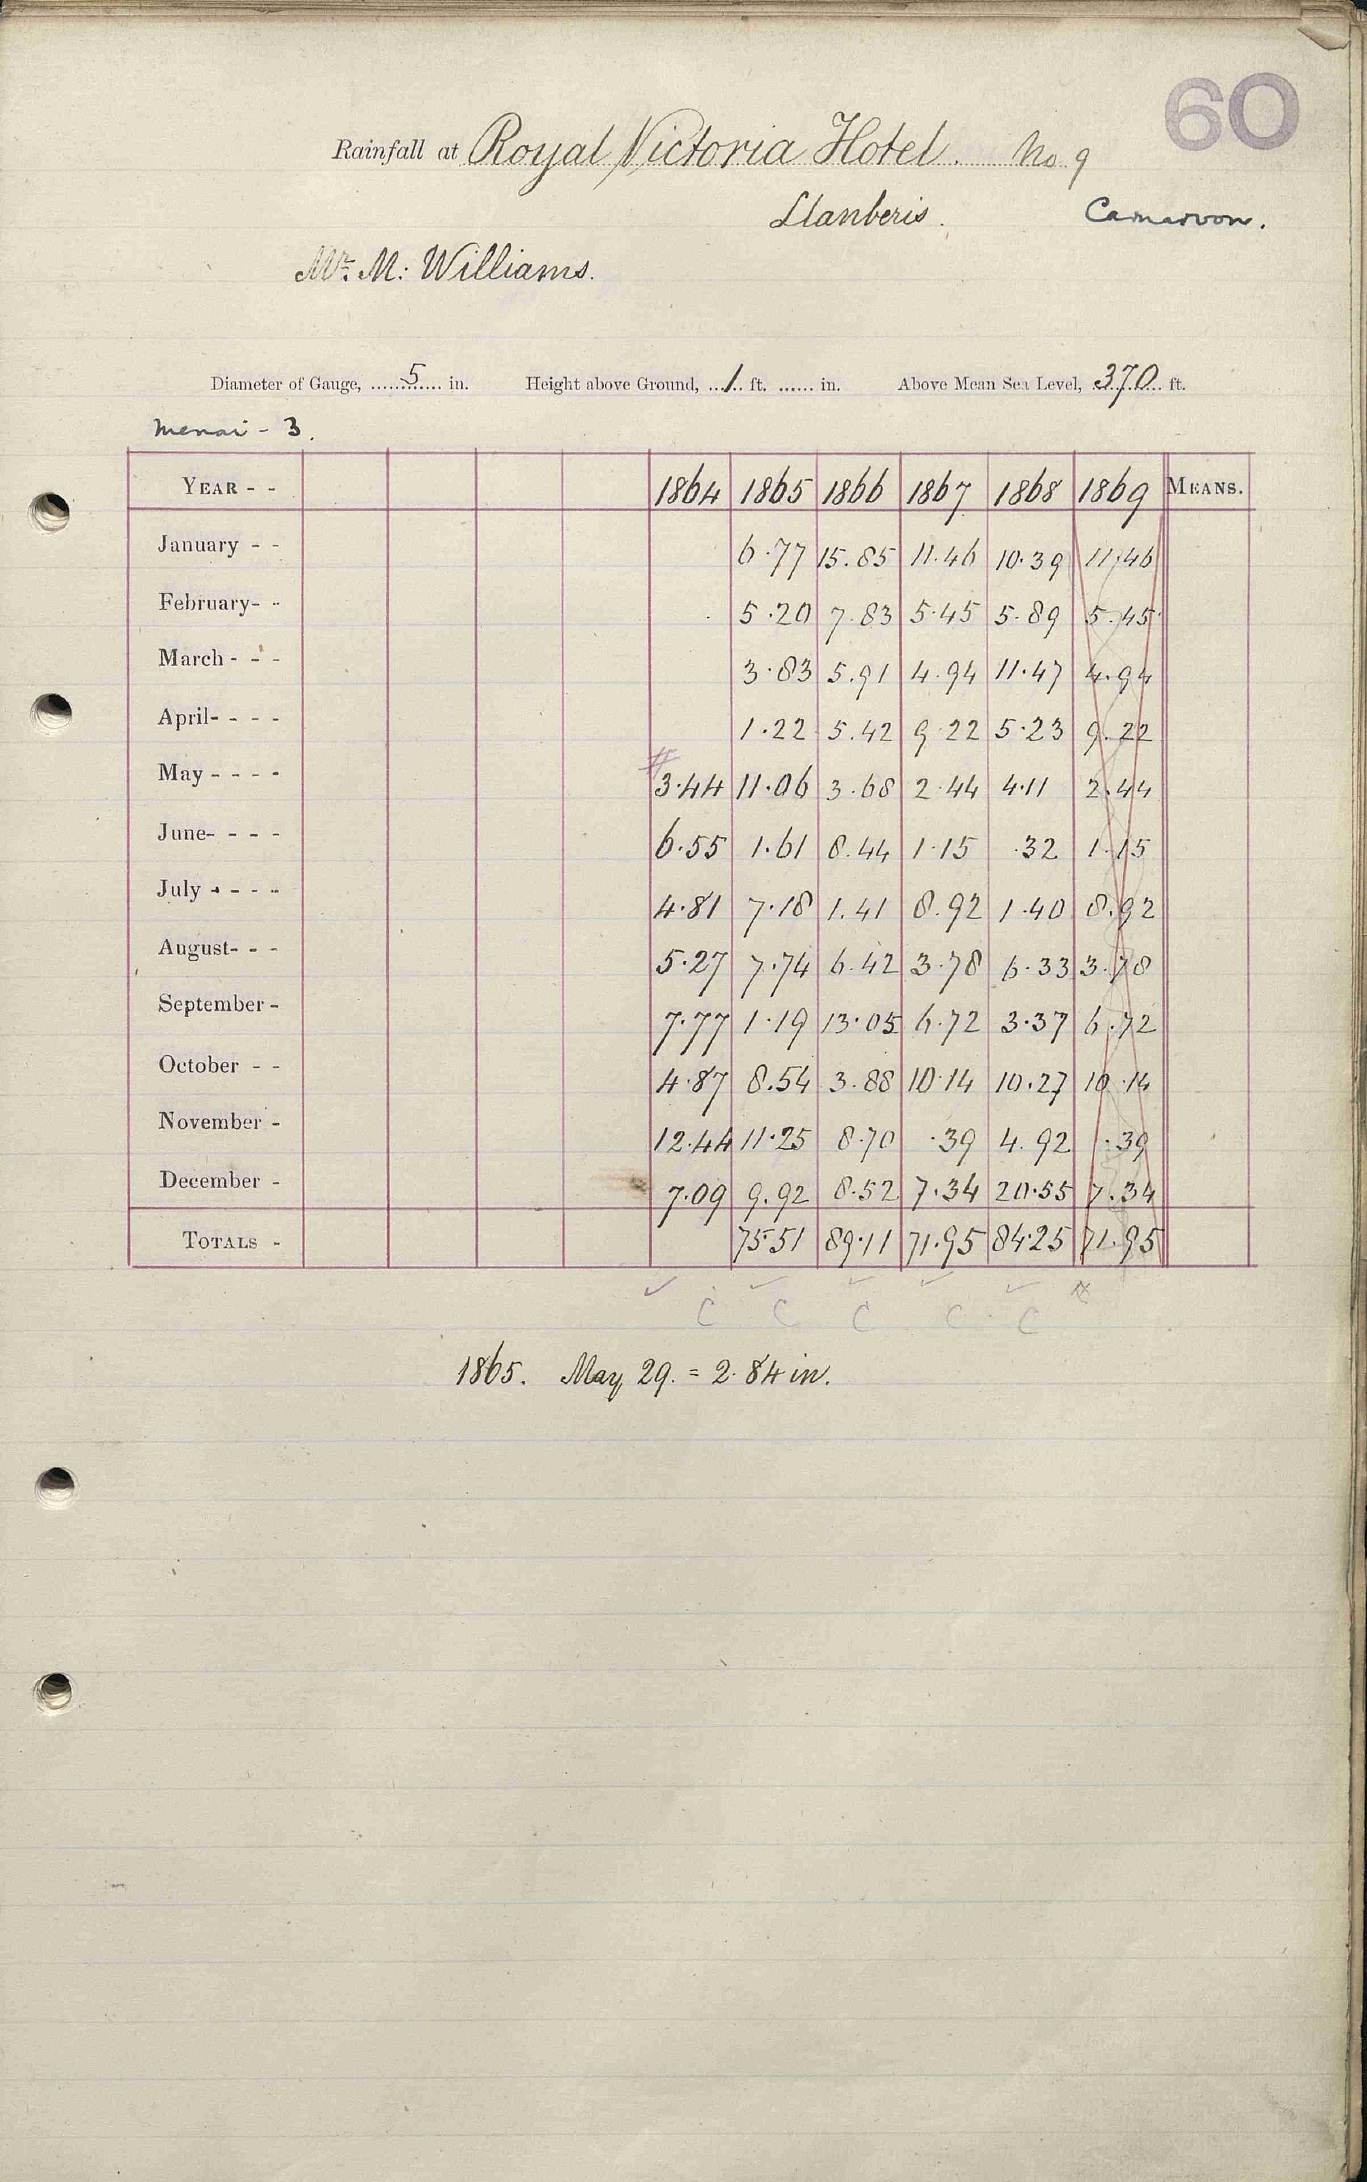 60
Rainfall at Royal Victoria Hotel. No. 9
Llanberis. Carnarvon.
Mr. M: Williams.
Diameter of Gauge, 5 in. Height above Ground, 1 ft. in. Above Mean Sea Level, 370 ft.
Menai - 3.
YEAR - - 1864 1865 1866 1867 1868 1869 MEANS.
January - - 6.77 15.85 11.46 10.39 11.46
February- - 5.20 7.83 5.45 5.89 5.45
March - - - 3.83 5.91 4.94 11.47 4.94
April- - - - 1.22 5.42 9.22 5.23 9.22
May - - - - 3.44 11.06 3.68 2.44 4.11 2.44
June- - - - 6.55 1.61 8.44 1.15 .32 1.15
July - - - - 4.81 7.18 1.41 8.92 1.40 8.92
August- - - 5.27 7.74 6.42 3.78 6.33 3.78
September - 7.77 1.19 13.05 6.72 3.37 6.72
October - - 4.87 8.54 3.88 10.14 10.27 10.14
November - 12.44 11.25 8.70 .39 4.92 .39
December - 7.09 9.92 8.52 7.34 20.55 7.34
TOTALS - 75.51 89.11 71.95 84.25 71.95
C C C C C
1865. May 29. = 2.84 in.